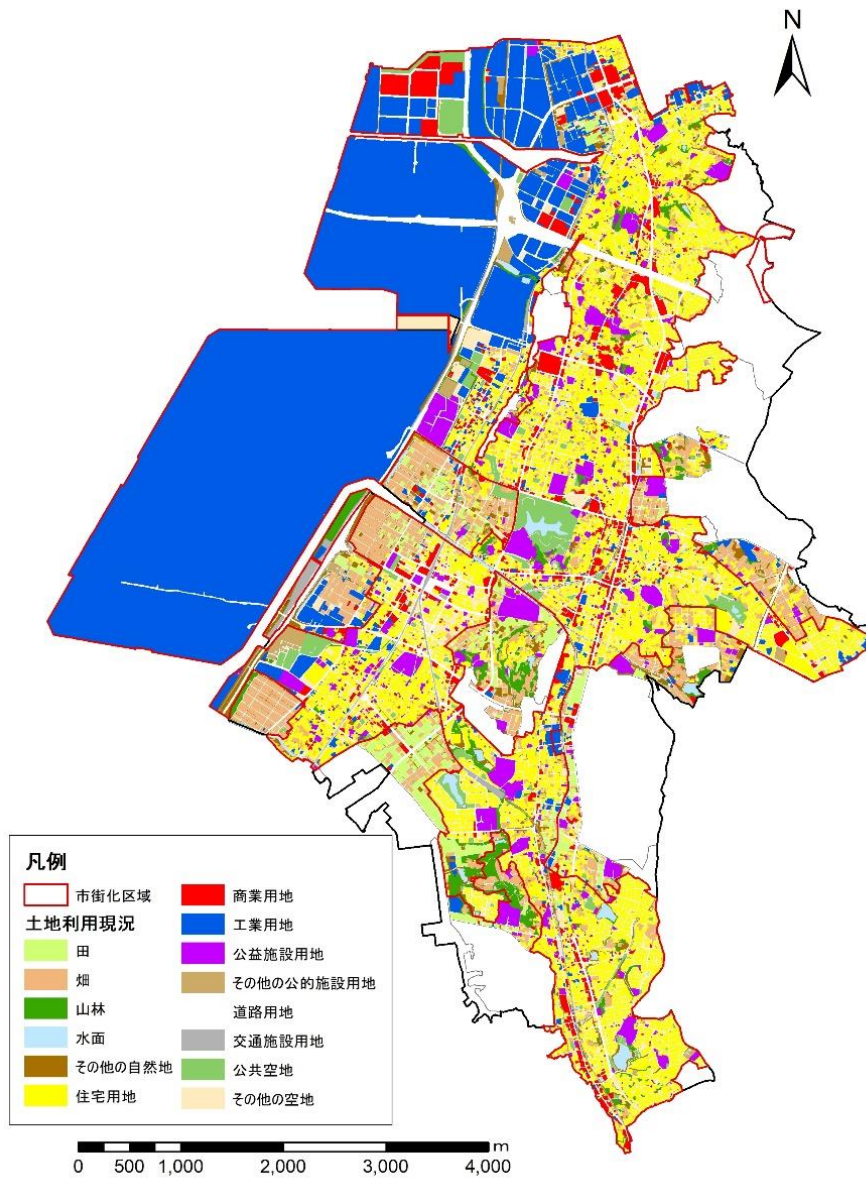 N
凡例
市街化区域
土地利用現況
田
畑
山林
水面
その他の自然地
住宅用地
商業用地
工業用地
公益施設用地
その他の公的施設用地
道路用地
交通施設用地
公共空地
その他の空地
m
0 500 1,000 2,000 3,000 4,000